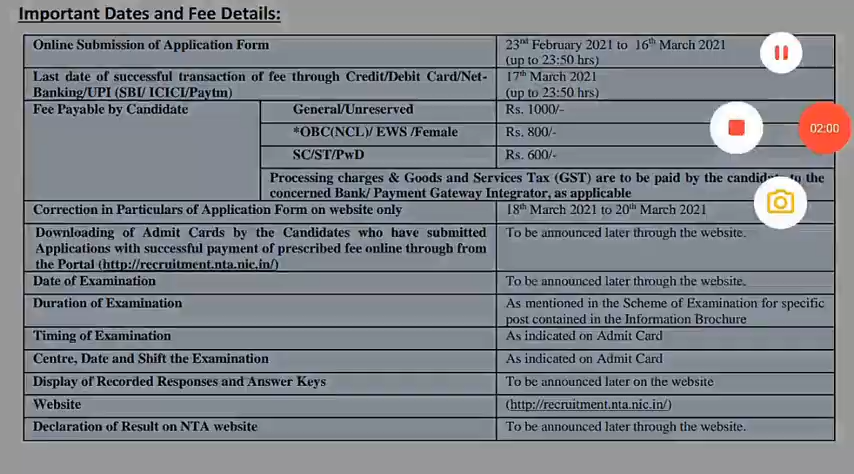 Important Dates and Fee Details:
Online Submission of Application Form
23nd February 2021 to 16th March 2021
(up to 23:50 hrs)
Last date of successful transaction of fee through Credit/Debit Card/Net-
Banking/UPI (SBI/ ICICI/Paytm)
17th March 2021
(up to 23:50 hrs)
Fee Payable by Candidate
General/Unreserved
Rs. 1000/-
*OBC(NCL)/ EWS /Female
Rs. 800/-
SC/ST/PwD
Rs. 600/-
Processing charges & Goods and Services Tax (GST) are to be paid by the the
concerned Bank/ Payment Gateway Integrator, as applicable
Correction in Particulars of Application Form on website only
18th March 2021 to 20th March 2021
Downloading of Admit Cards by the Candidates who have submitted
Applications with successful payment of prescribed fee online through from
the Portal (http://recruitment.nta.nic.in/)
To be announced later through the website.
Date of Examination
To be announced later through the website.
Duration of Examination
As mentioned in the Scheme of Examination for specific
post contained in the Information Brochure
Timing of Examination
As indicated on Admit Card
Centre, Date and Shift the Examination
As indicated on Admit Card
Display of Recorded Responses and Answer Keys
To be announced later on the website
Website
(http://recruitment.nta.nic.in/)
Declaration of Result on NTA website
To be announced later through the website.
02:00